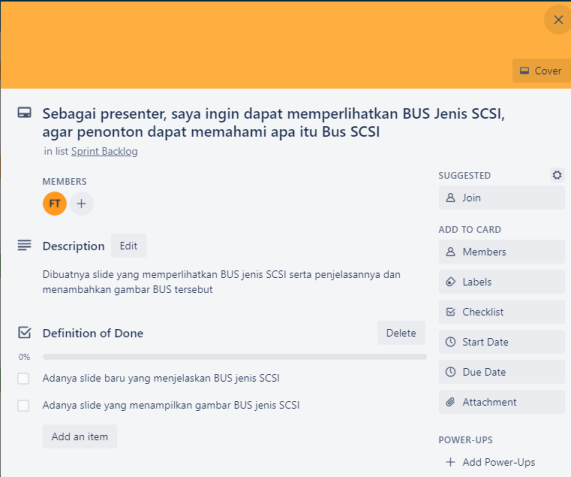 Cover
Sebagai presenter, saya ingin dapat memperlihatkan BUS Jenis SCSI,
agar penonton dapat memahami apa itu Bus SCSI
in list Sprint Backlog
MEMBERS
FT
Description
Edit
Dibuatnya slide yang memperlihatkan BUS jenis SCSI serta penjelasannya dan
menambahkan gambar BUS tersebut
Definition of Done
Delete
0%
Adanya slide baru yang menjelaskan BUS jenis SCSI
Adanya slide yang menampilkan gambar BUS jenis SCSI
Add an item
SUGGESTED
Join
ADD TO CARD
Members
Labels
Checklist
Start Date
Due Date
Attachment
POWER-UPS
+ Add Power-Ups